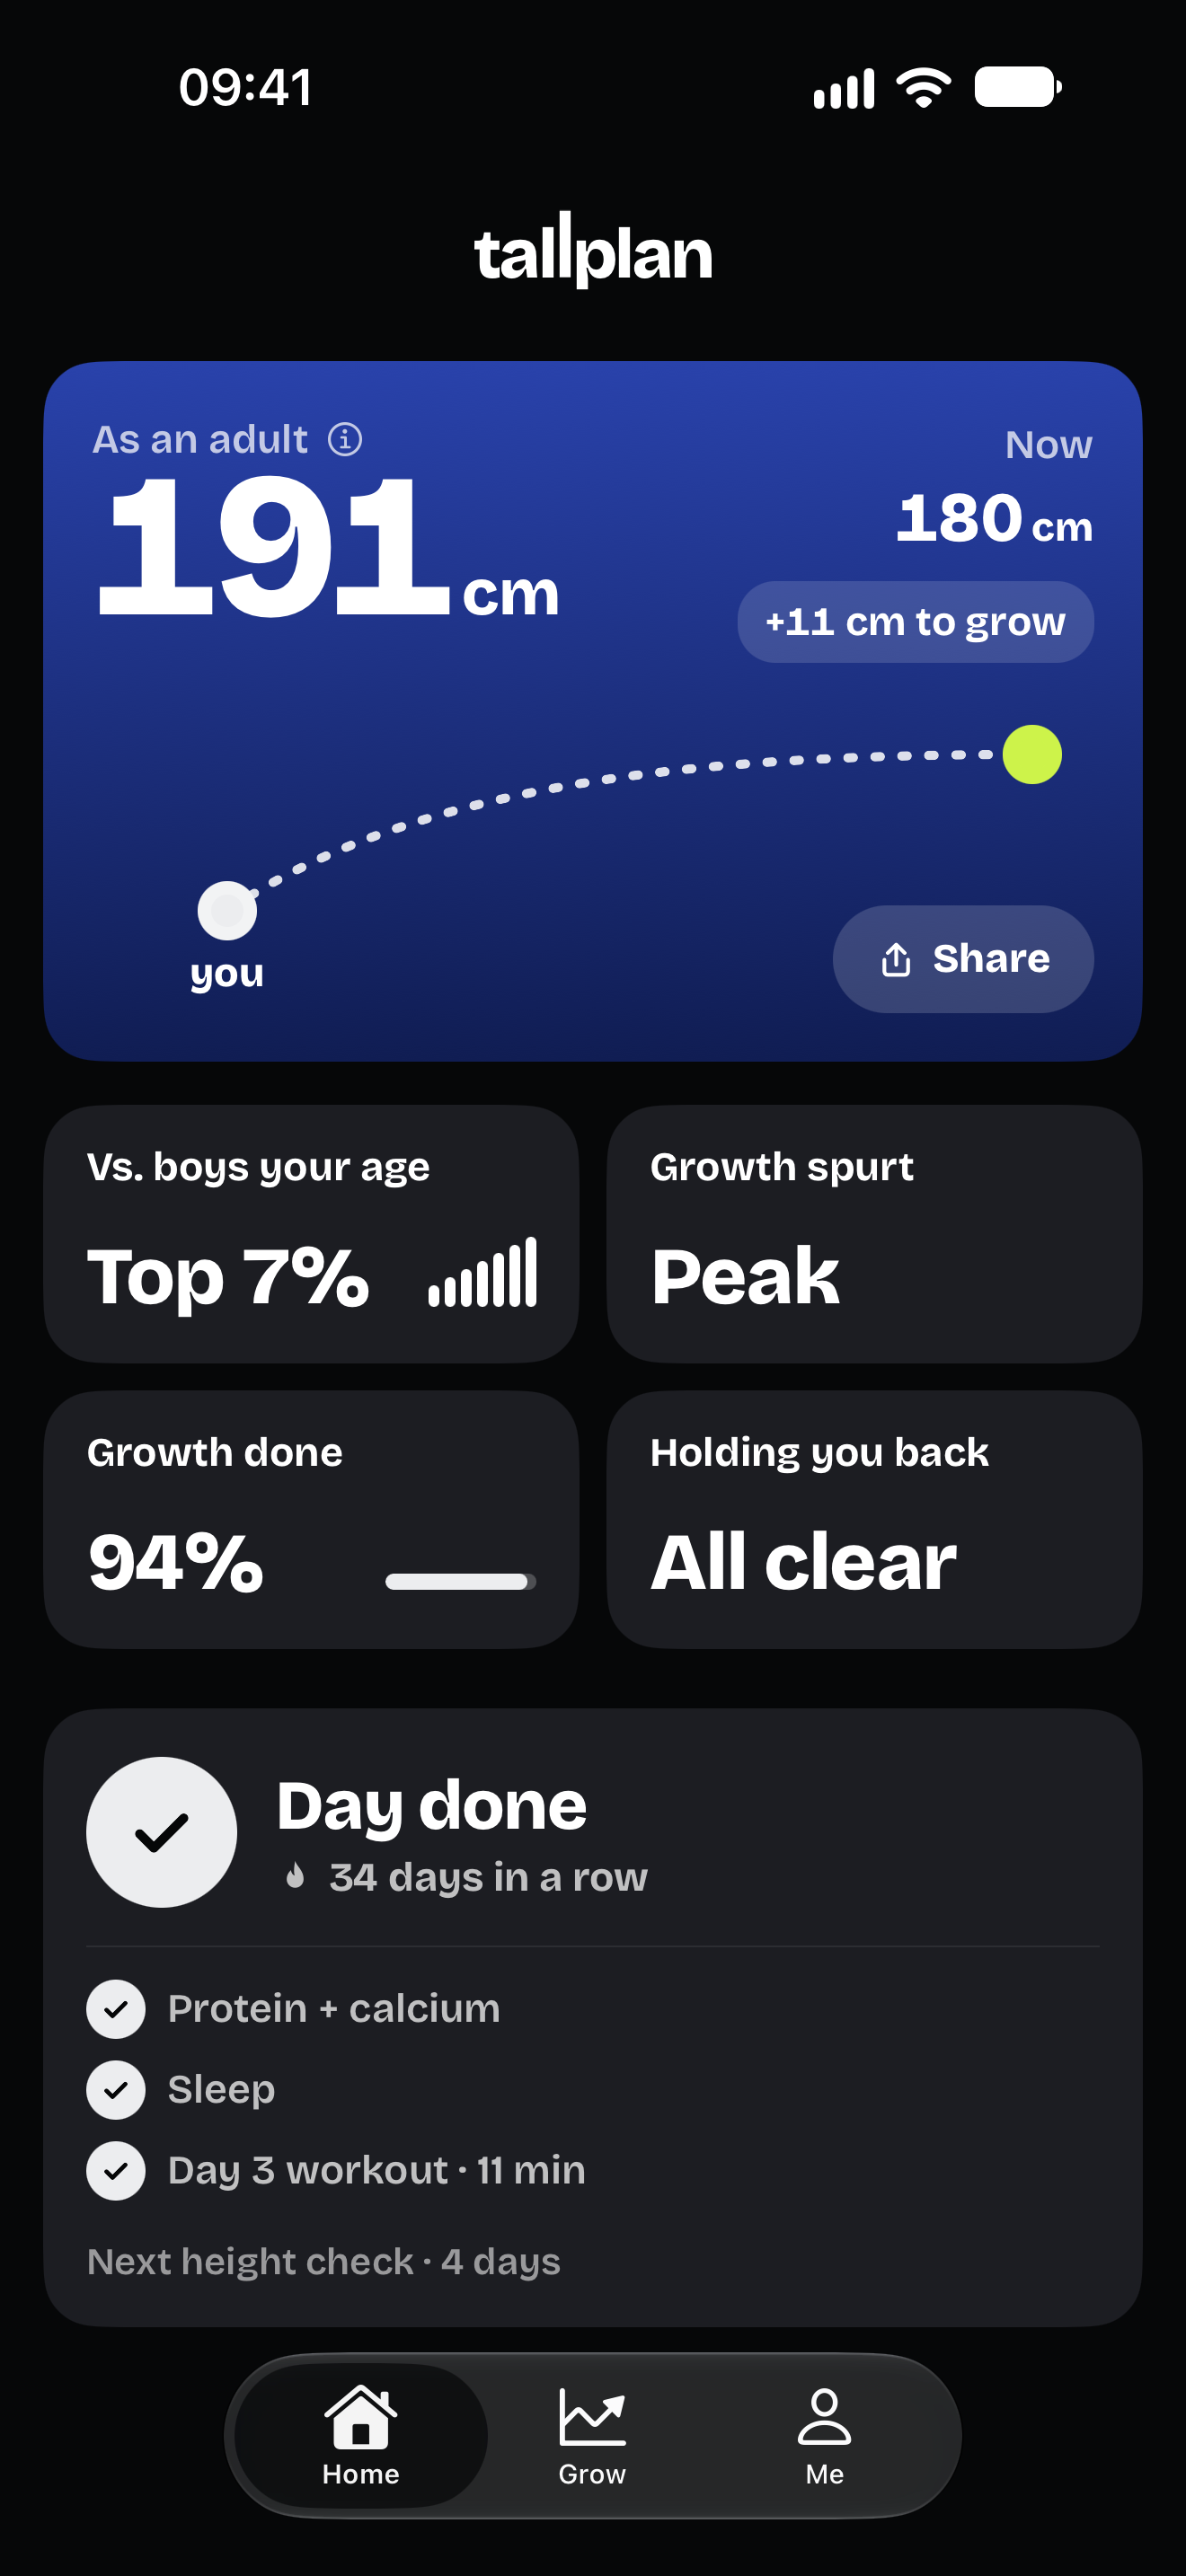 09:41
tallplan
As an adult
Now
191 cm
180 cm
+11 cm to grow
you
Share
Vs. boys your age
Growth spurt
Top 7%
Peak
Growth done
Holding you back
94%
All clear
Day done
34 days in a row
Protein + calcium
Sleep
Day 3 workout · 11 min
Next height check · 4 days
Home
Grow
Me